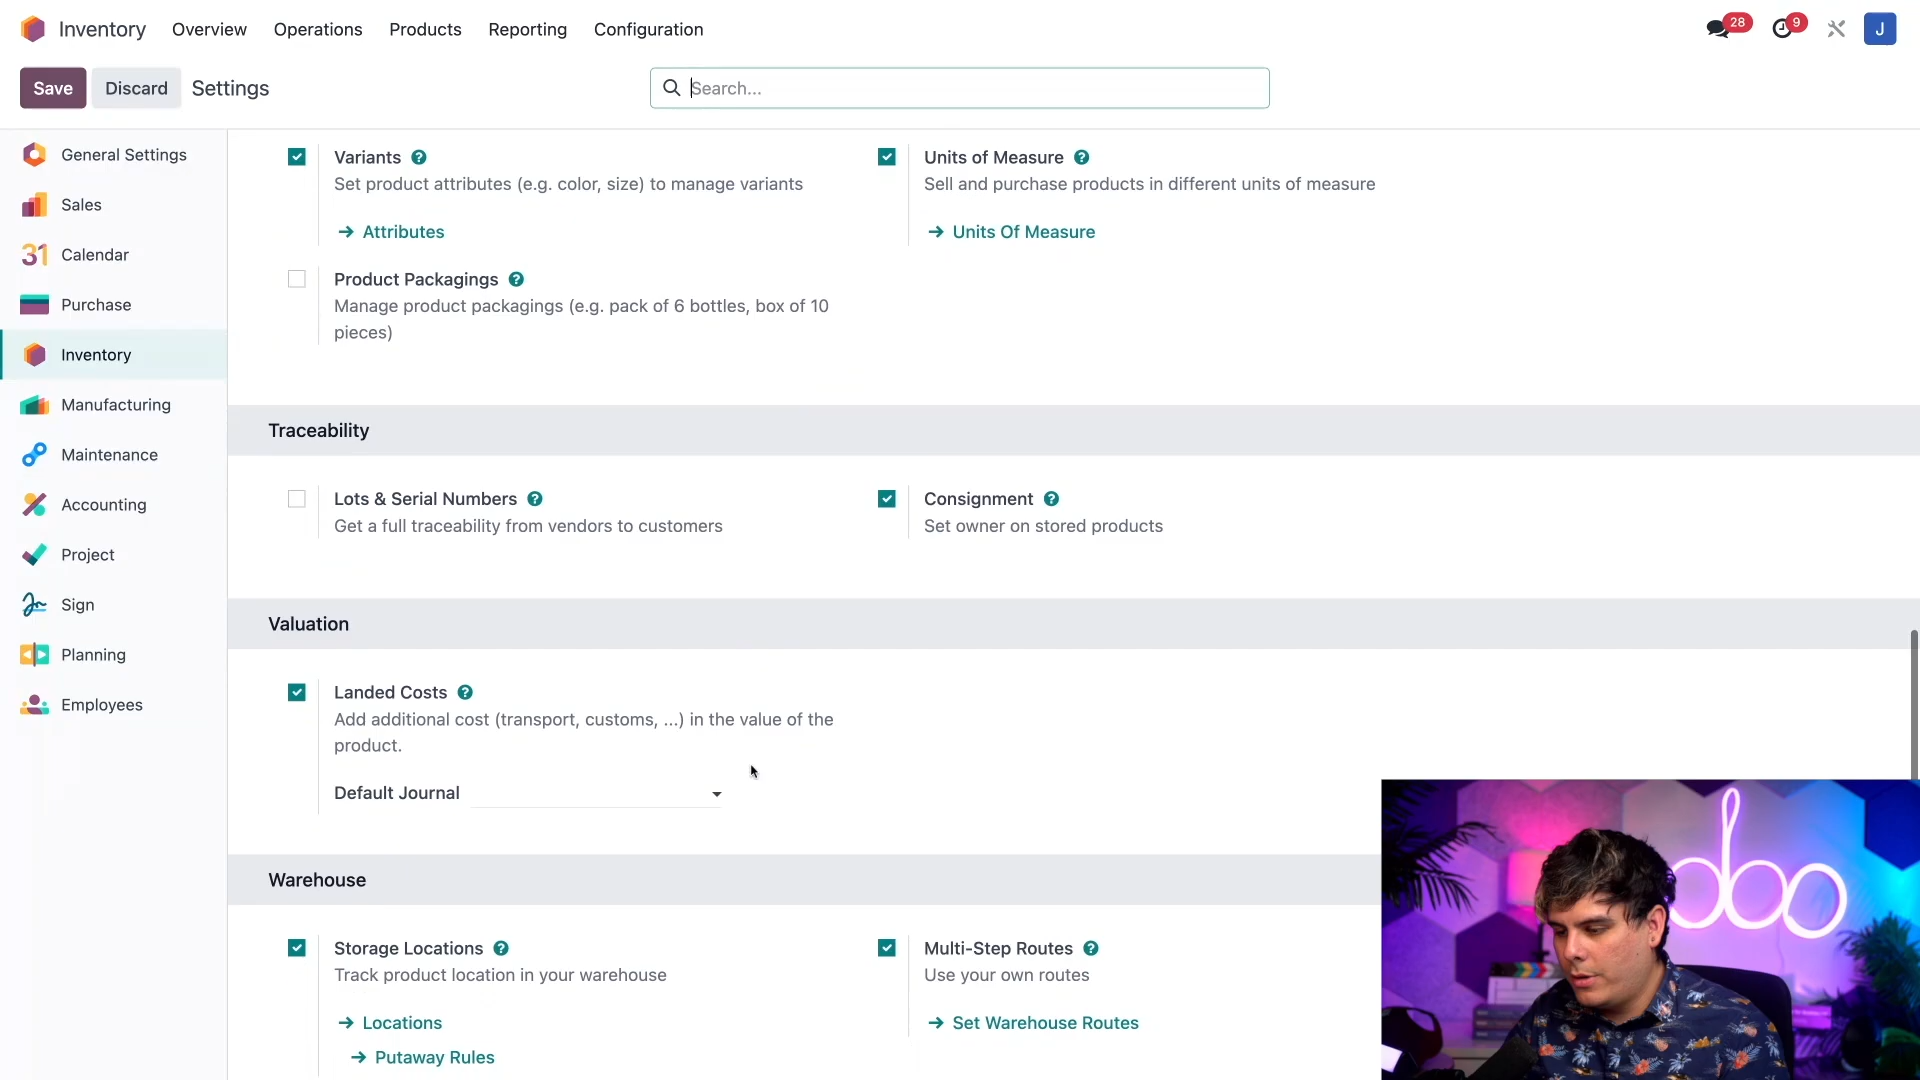 Inventory Overview Operations Products Reporting Configuration 28 9 J
Save Discard Settings Search...
General Settings
Sales
31 Calendar
Purchase
Inventory
Manufacturing
Maintenance
Accounting
Project
Sign
Planning
Employees
Variants ?
Set product attributes (e.g. color, size) to manage variants
Attributes
Units of Measure ?
Sell and purchase products in different units of measure
Units Of Measure
Product Packagings ?
Manage product packagings (e.g. pack of 6 bottles, box of 10
pieces)
Traceability
Lots & Serial Numbers ?
Get a full traceability from vendors to customers
Consignment ?
Set owner on stored products
Valuation
Landed Costs ?
Add additional cost (transport, customs, ...) in the value of the
product.
Default Journal
Warehouse
Storage Locations ?
Track product location in your warehouse
Locations
Putaway Rules
Multi-Step Routes ?
Use your own routes
Set Warehouse Routes